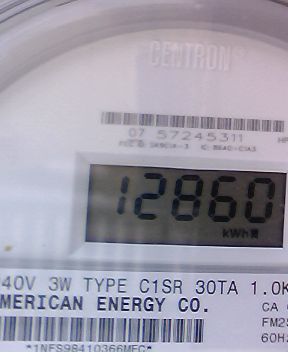 CENTRON®
07 57245311
12860
kWh
40V 3W TYPE C1SR 30TA 1.0K
MERICAN ENERGY CO.
CA
FM2
60H
*1NFS98410366MFC*